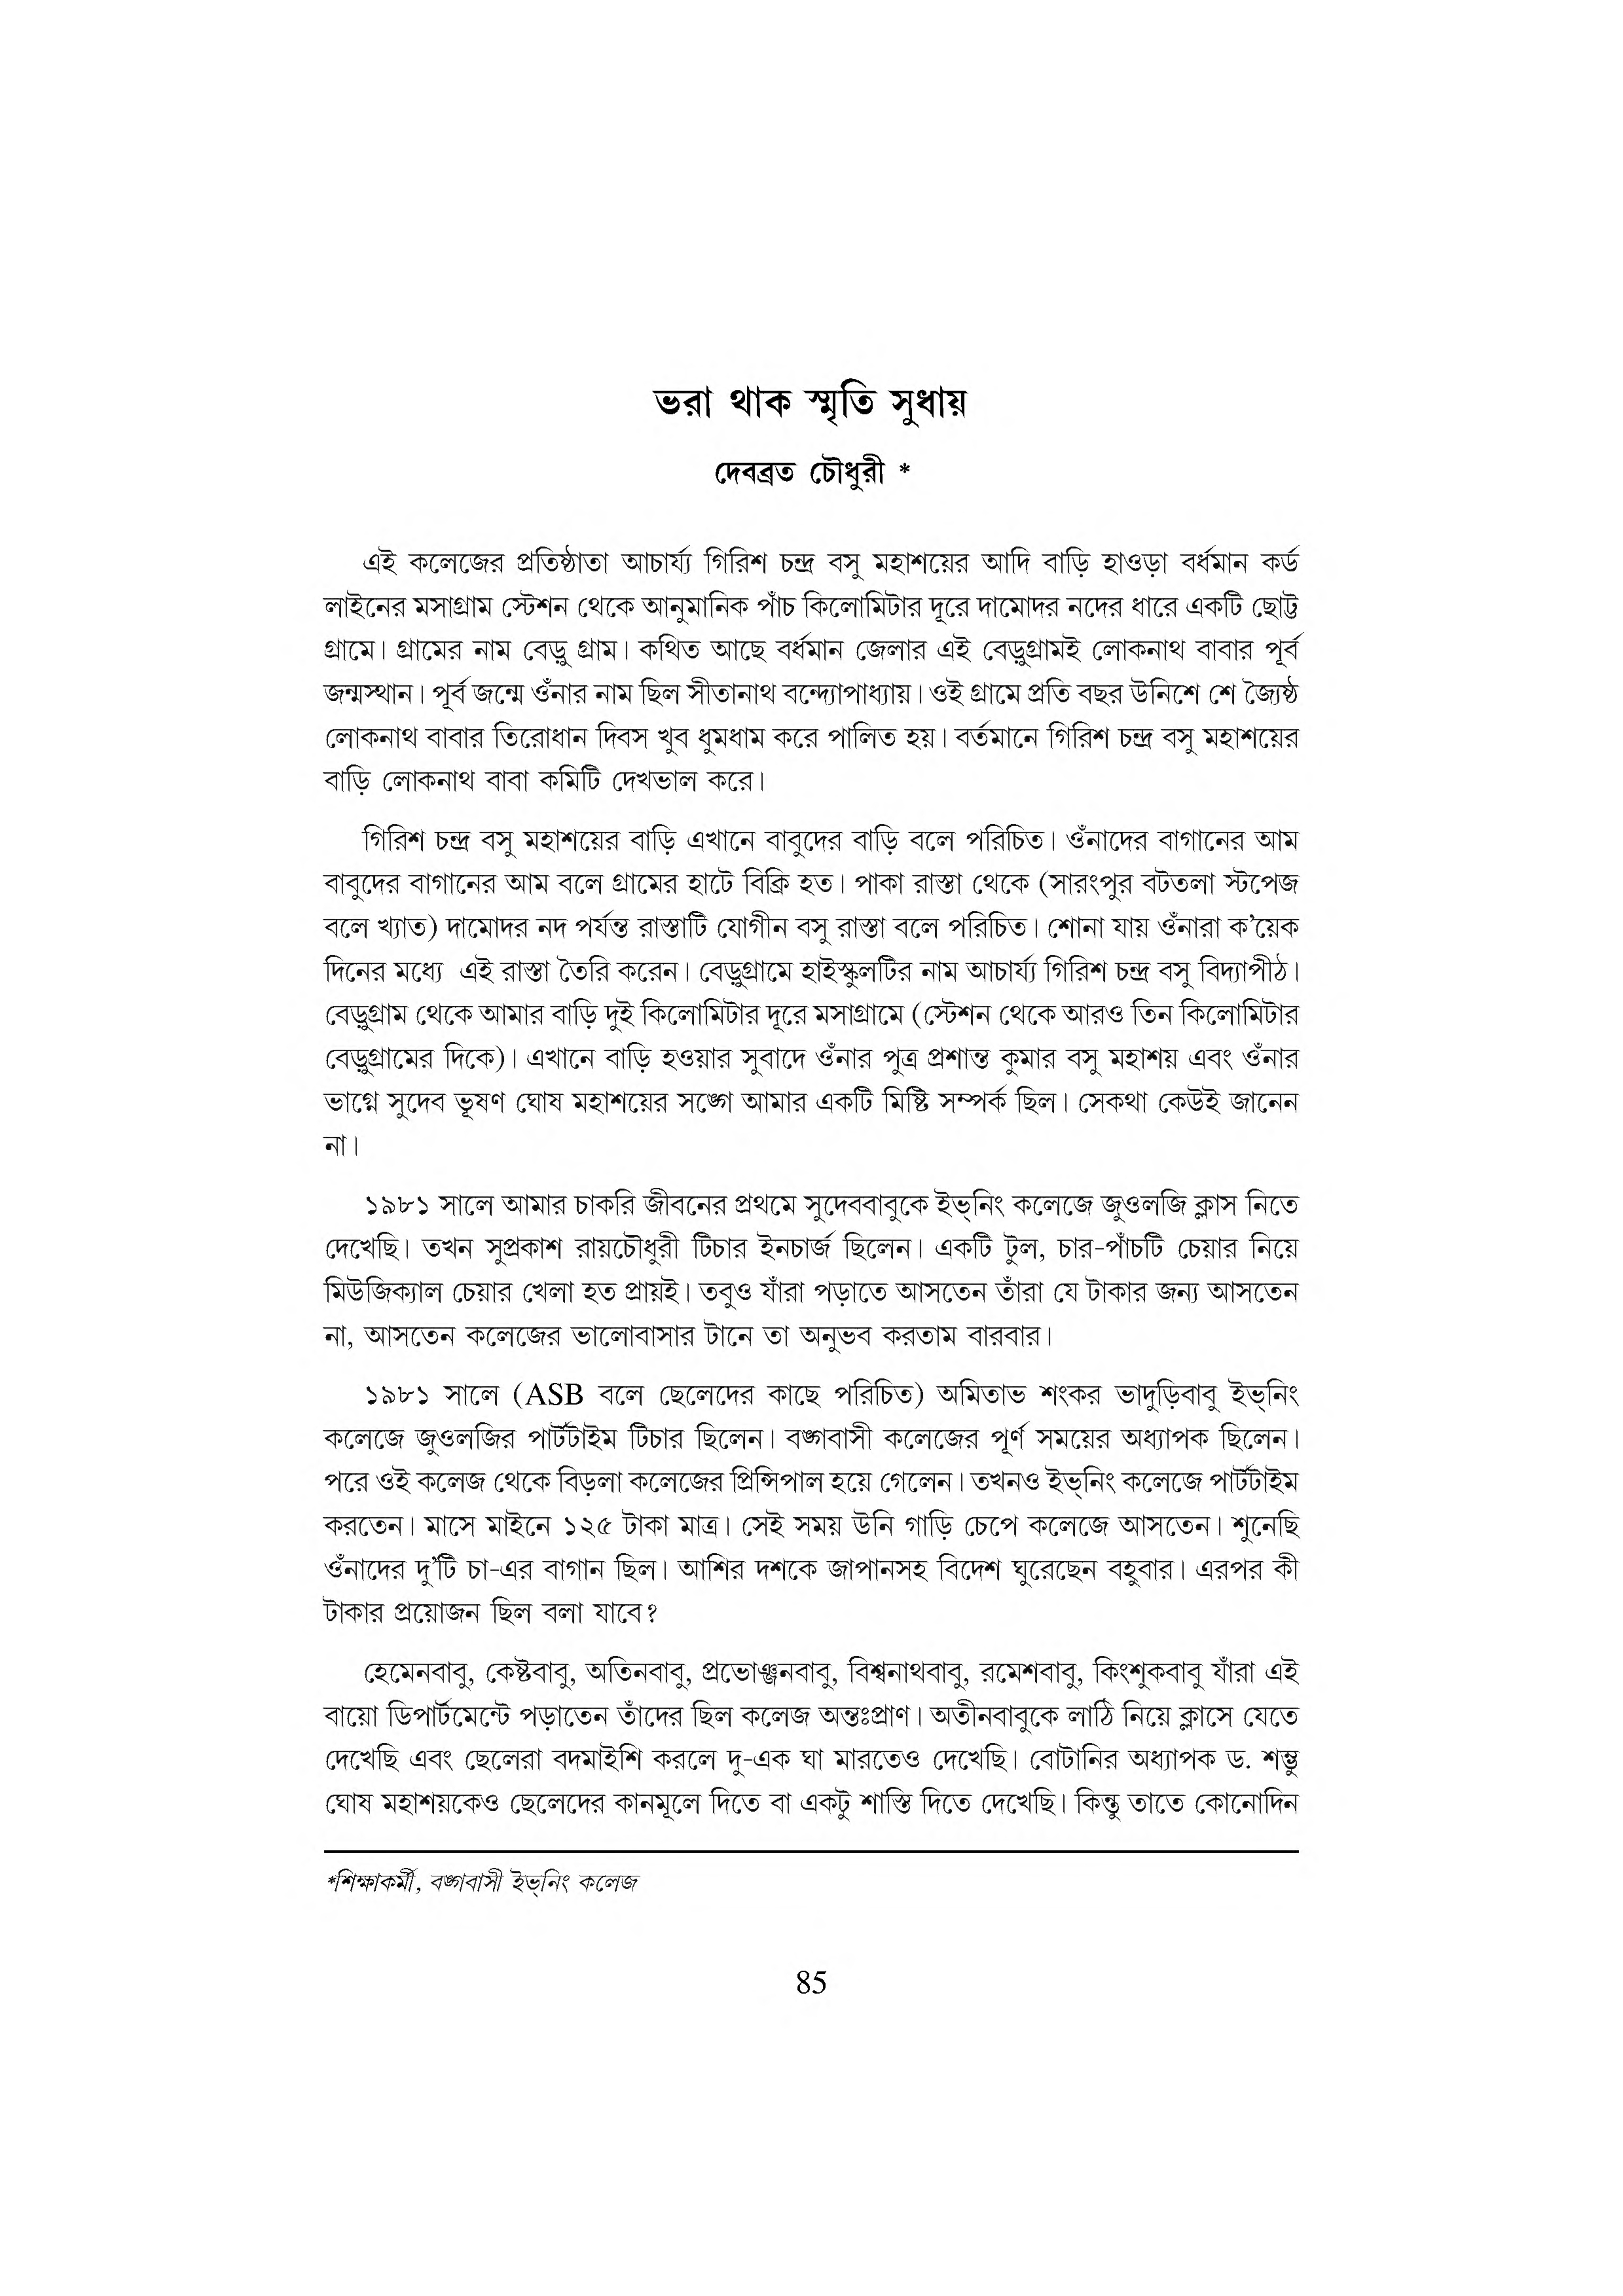 ভরা থাক স্মৃতি সুধায়
দেবব্রত চৌধুরী *
এই কলেজের প্রতিষ্ঠাতা আচার্য্য গিরিশ চন্দ্র বসু মহাশয়ের আদি বাড়ি হাওড়া বর্ধমান কর্ড
লাইনের মসাগ্রাম স্টেশন থেকে আনুমানিক পাঁচ কিলোমিটার দূরে দামোদর নদের ধারে একটি ছোট্ট
গ্রামে। গ্রামের নাম বেড়ু গ্রাম। কথিত আছে বর্ধমান জেলার এই বেড়ুগ্রামই লোকনাথ বাবার পূর্ব
জন্মস্থান। পূর্ব জন্মে ওঁনার নাম ছিল সীতানাথ বন্দ্যোপাধ্যায়। ওই গ্রামে প্রতি বছর উনিশে শে জ্যৈষ্ঠ
লোকনাথ বাবার তিরোধান দিবস খুব ধুমধাম করে পালিত হয়। বর্তমানে গিরিশ চন্দ্র বসু মহাশয়ের
বাড়ি লোকনাথ বাবা কমিটি দেখভাল করে।
গিরিশ চন্দ্র বসু মহাশয়ের বাড়ি এখানে বাবুদের বাড়ি বলে পরিচিত। ওঁনাদের বাগানের আম
বাবুদের বাগানের আম বলে গ্রামের হাটে বিক্রি হত। পাকা রাস্তা থেকে (সারংপুর বটতলা স্টপেজ
বলে খ্যাত) দামোদর নদ পর্যন্ত রাস্তাটি যোগীন বসু রাস্তা বলে পরিচিত। শোনা যায় ওঁনারা ক'য়েক
দিনের মধ্যে এই রাস্তা তৈরি করেন। বেড়ুগ্রামে হাইস্কুলটির নাম আচার্য্য গিরিশ চন্দ্র বসু বিদ্যাপীঠ।
বেড়ুগ্রাম থেকে আমার বাড়ি দুই কিলোমিটার দূরে মসাগ্রামে (স্টেশন থেকে আরও তিন কিলোমিটার
বেড়ুগ্রামের দিকে)। এখানে বাড়ি হওয়ার সুবাদে ওঁনার পুত্র প্রশান্ত কুমার বসু মহাশয় এবং ওঁনার
ভাগ্নে সুদেব ভূষণ ঘোষ মহাশয়ের সঙ্গে আমার একটি মিষ্টি সম্পর্ক ছিল। সেকথা কেউই জানেন
না।
১৯৮১ সালে আমার চাকরি জীবনের প্রথমে সুদেববাবুকে ইভ্‌নিং কলেজে জুওলজি ক্লাস নিতে
দেখেছি। তখন সুপ্রকাশ রায়চৌধুরী টিচার ইনচার্জ ছিলেন। একটি টুল, চার-পাঁচটি চেয়ার নিয়ে
মিউজিক্যাল চেয়ার খেলা হত প্রায়ই। তবুও যাঁরা পড়াতে আসতেন তাঁরা যে টাকার জন্য আসতেন
না, আসতেন কলেজের ভালোবাসার টানে তা অনুভব করতাম বারবার।
১৯৮১ সালে (ASB বলে ছেলেদের কাছে পরিচিত) অমিতাভ শংকর ভাদুড়িবাবু ইভ্‌নিং
কলেজে জুওলজির পার্টটাইম টিচার ছিলেন। বঙ্গবাসী কলেজের পূর্ণ সময়ের অধ্যাপক ছিলেন।
পরে ওই কলেজ থেকে বিড়লা কলেজের প্রিন্সিপাল হয়ে গেলেন। তখনও ইভ্‌নিং কলেজে পার্টটাইম
করতেন। মাসে মাইনে ১২৫ টাকা মাত্র। সেই সময় উনি গাড়ি চেপে কলেজে আসতেন। শুনেছি
ওঁনাদের দু'টি চা-এর বাগান ছিল। আশির দশকে জাপানসহ বিদেশ ঘুরেছেন বহুবার। এরপর কী
টাকার প্রয়োজন ছিল বলা যাবে?
হেমেনবাবু, কেষ্টবাবু, অতিনবাবু, প্রভোঞ্জনবাবু, বিশ্বনাথবাবু, রমেশবাবু, কিংশুকবাবু যাঁরা এই
বায়ো ডিপার্টমেন্টে পড়াতেন তাঁদের ছিল কলেজ অন্তঃপ্রাণ। অতীনবাবুকে লাঠি নিয়ে ক্লাসে যেতে
দেখেছি এবং ছেলেরা বদমাইশি করলে দু-এক ঘা মারতেও দেখেছি। বোটানির অধ্যাপক ড. শম্ভু
ঘোষ মহাশয়কেও ছেলেদের কানমূলে দিতে বা একটু শাস্তি দিতে দেখেছি। কিন্তু তাতে কোনোদিন
*শিক্ষাকর্মী, বঙ্গবাসী ইভ্‌নিং কলেজ
85